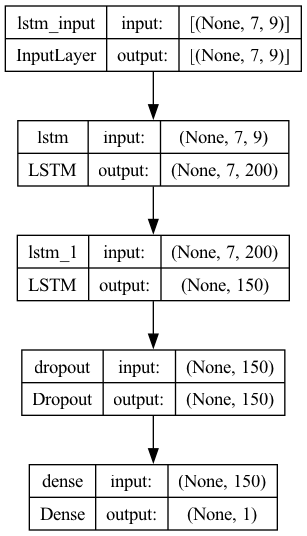 lstm_input input: [(None, 7, 9)]
InputLayer output: [(None, 7, 9)]
lstm input: (None, 7, 9)
LSTM output: (None, 7, 200)
lstm_1 input: (None, 7, 200)
LSTM output: (None, 150)
dropout input: (None, 150)
Dropout output: (None, 150)
dense input: (None, 150)
Dense output: (None, 1)